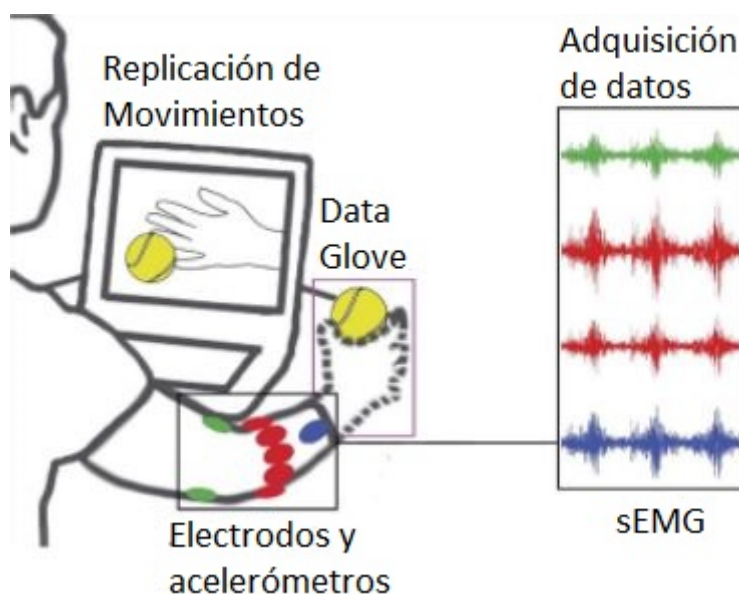 Replicación de
Movimientos
Adquisición
de datos
Data
Glove
Electrodos y
acelerómetros
sEMG